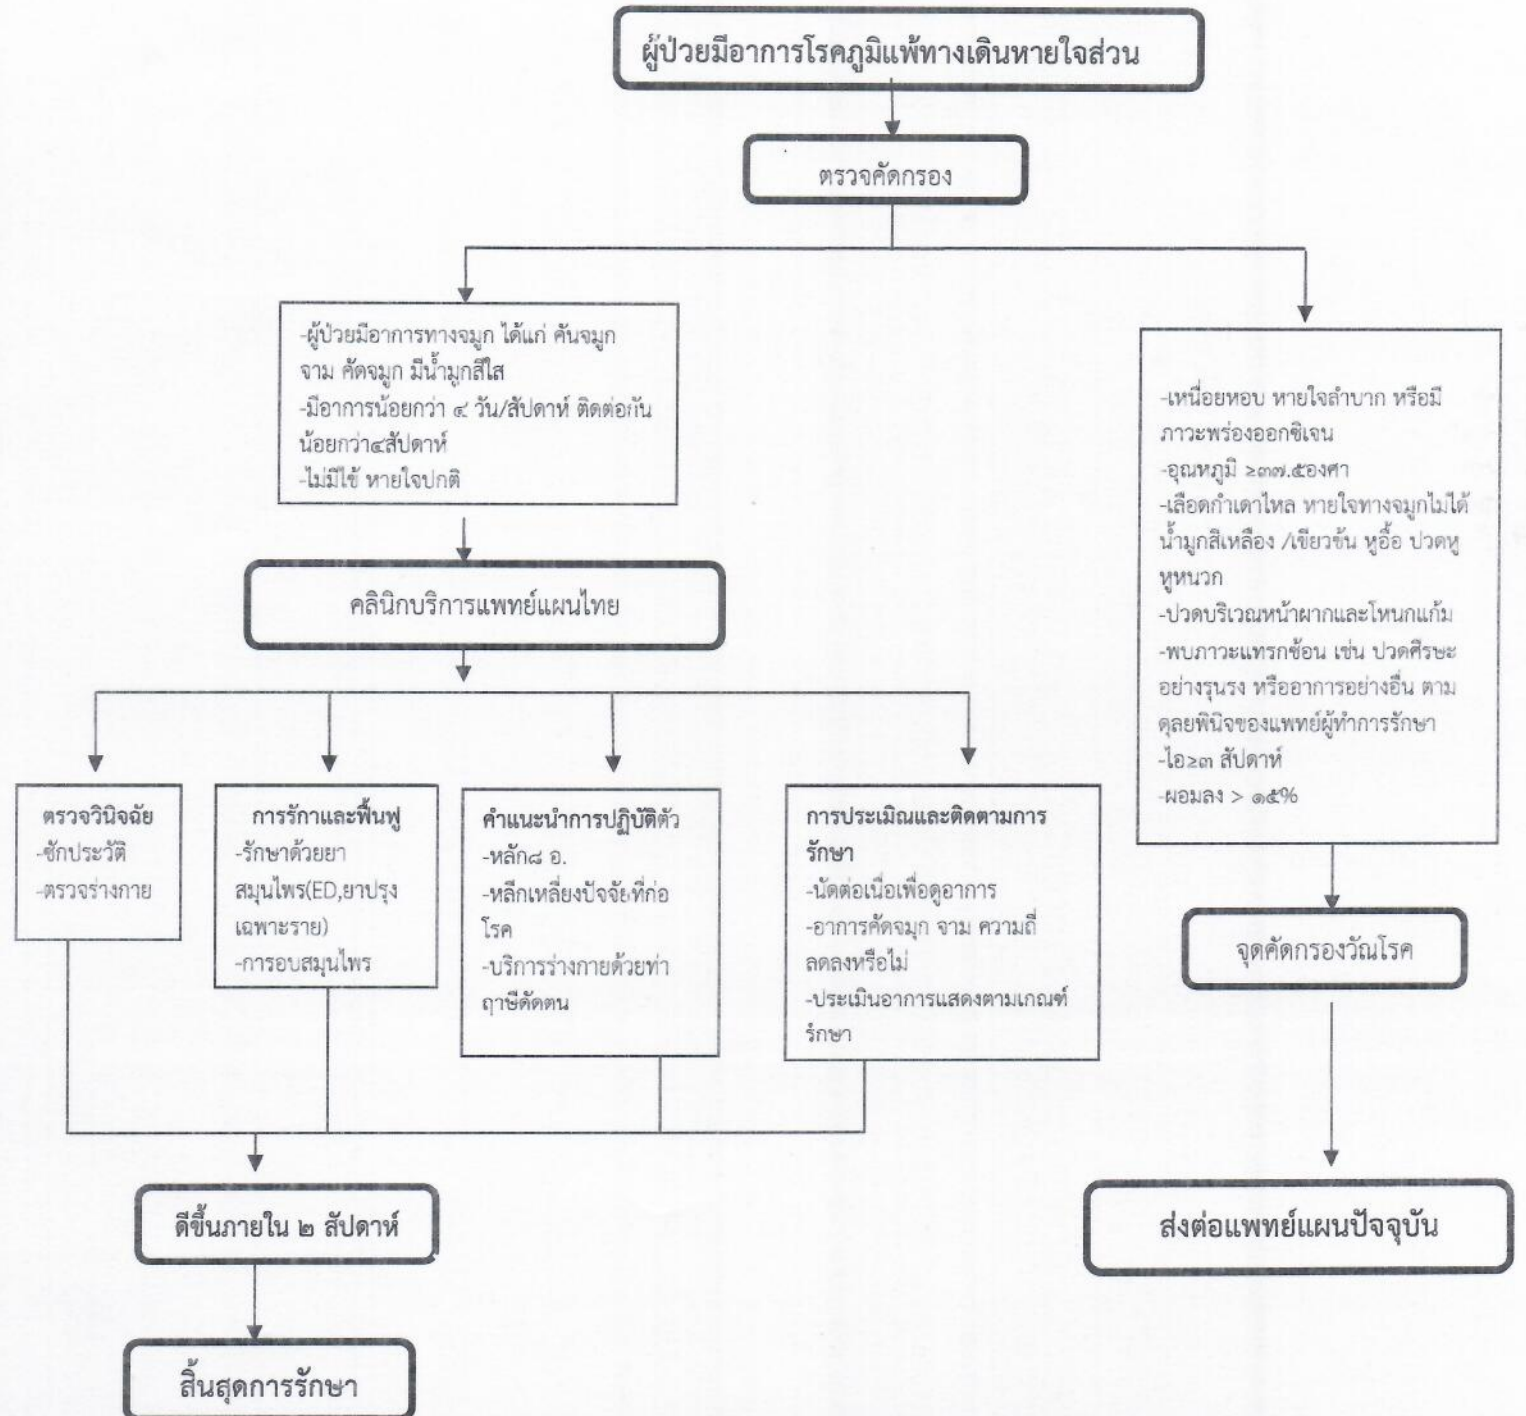 ผู้ป่วยมีอาการโรคภูมิแพ้ทางเดินหายใจส่วน
ตรวจคัดกรอง
-ผู้ป่วยมีอาการทางจมูก ได้แก่ คันจมูก
จาม คัดจมูก มีน้ำมูกสีใส
-มีอาการน้อยกว่า ๔ วัน/สัปดาห์ ติดต่อกัน
น้อยกว่า๔สัปดาห์
-ไม่มีไข้ หายใจปกติ
-เหนื่อยหอบ หายใจลำบาก หรือมี
ภาวะพร่องออกซิเจน
-อุณหภูมิ ≥๓๗.๕องศา
-เลือดกำเดาไหล หายใจทางจมูกไม่ได้
น้ำมูกสีเหลือง /เขียวข้น หูอื้อ ปวดหู
หูหนวก
-ปวดบริเวณหน้าผากและโหนกแก้ม
-พบภาวะแทรกซ้อน เช่น ปวดศีรษะ
อย่างรุนรง หรืออาการอย่างอื่น ตาม
ดุลยพินิจของแพทย์ผู้ทำการรักษา
-ไอ≥๓ สัปดาห์
-ผอมลง > ๑๕%
คลินิกบริการแพทย์แผนไทย
ตรวจวินิจฉัย
-ซักประวัติ
-ตรวจร่างกาย
การรักาและฟื้นฟู
-รักษาด้วยยา
สมุนไพร(ED,ยาปรุง
เฉพาะราย)
-การอบสมุนไพร
คำแนะนำการปฏิบัติตัว
-หลัก๘ อ.
-หลีกเหลี่ยงปัจจัยที่ก่อ
โรค
-บริการร่างกายด้วยท่า
ฤาษีดัดตน
การประเมิณและติดตามการ
รักษา
-นัดต่อเนื่อเพื่อดูอาการ
-อาการคัดจมุก จาม ความถี่
ลดลงหรือไม่
-ประเมินอาการแสดงตามเกณฑ์
รํกษา
จุดคัดกรองวัณโรค
ดีขึ้นภายใน ๒ สัปดาห์
ส่งต่อแพทย์แผนปัจจุบัน
สิ้นสุดการรักษา